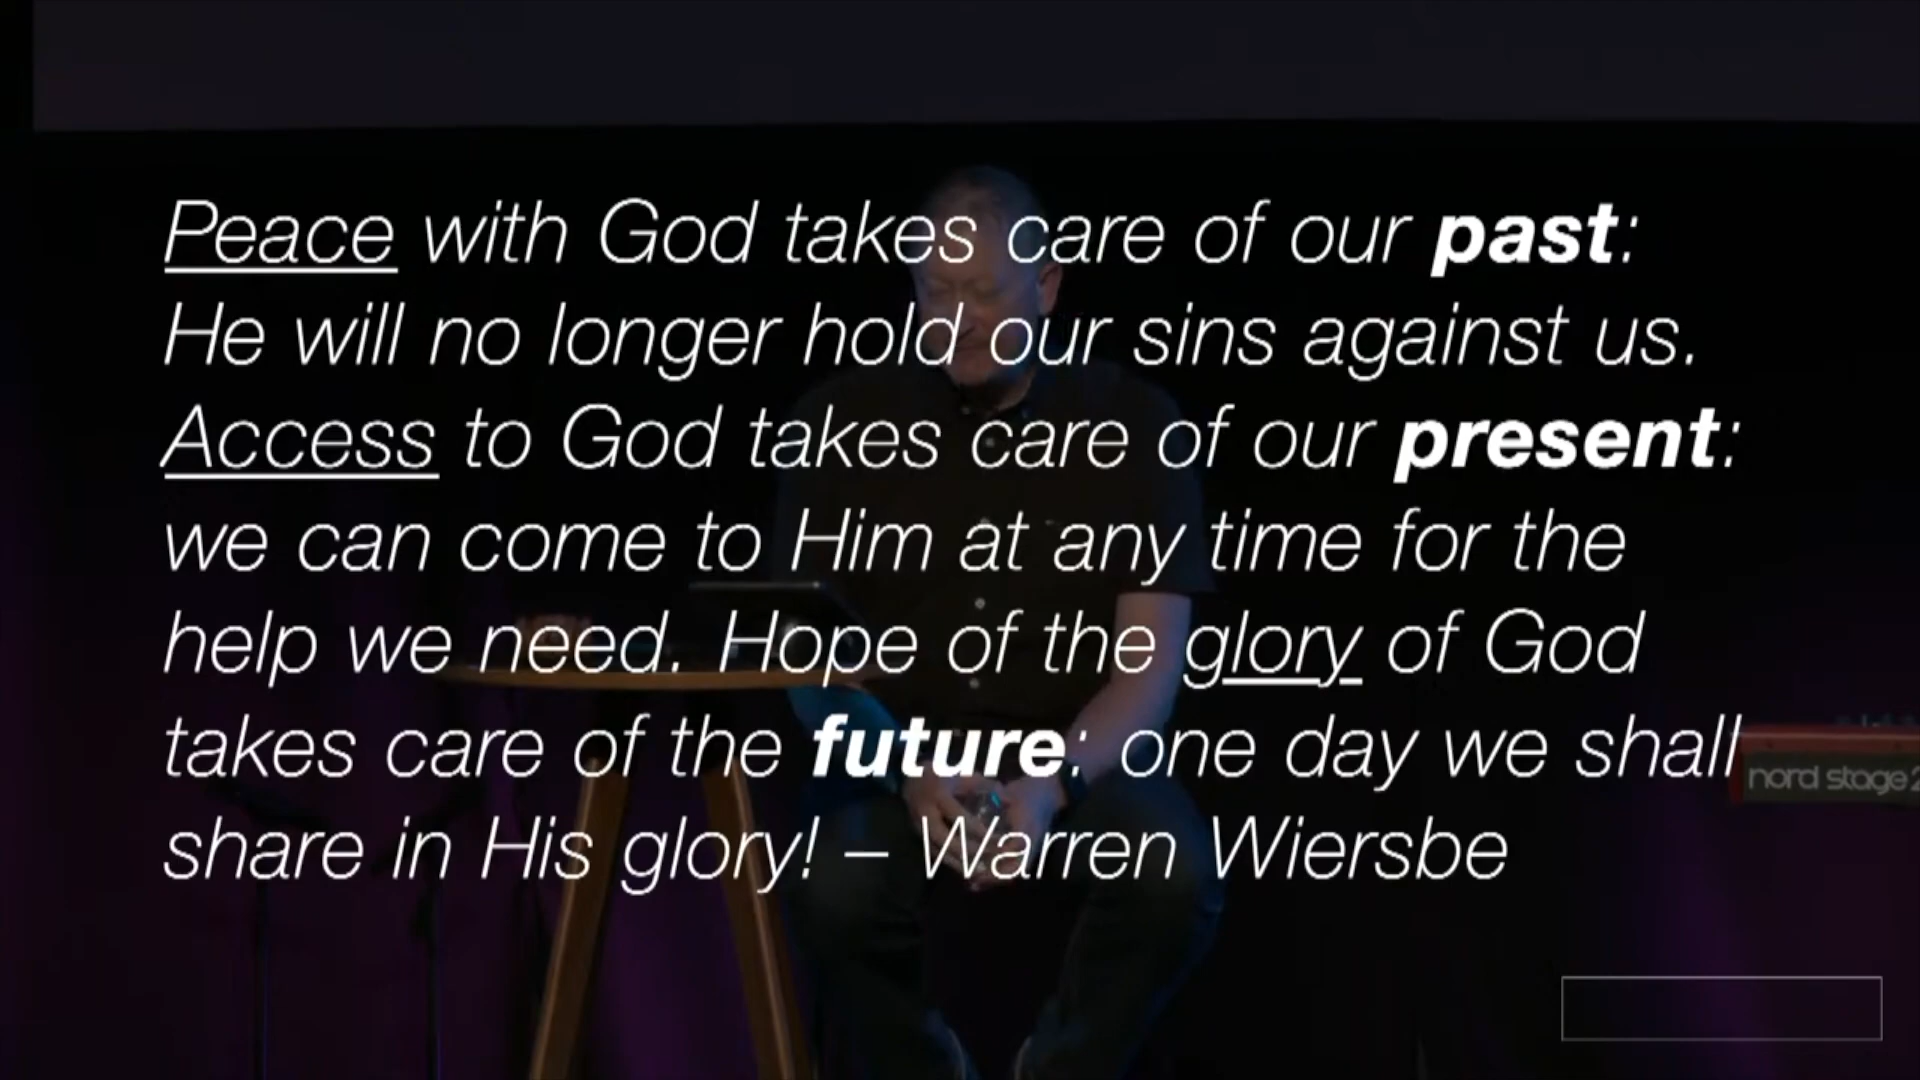 Peace with God takes care of our past:
He will no longer hold our sins against us.
Access to God takes care of our present:
we can come to Him at any time for the
help we need. Hope of the glory of God
takes care of the future: one day we shall
share in His glory! – Warren Wiersbe
nord stage 2